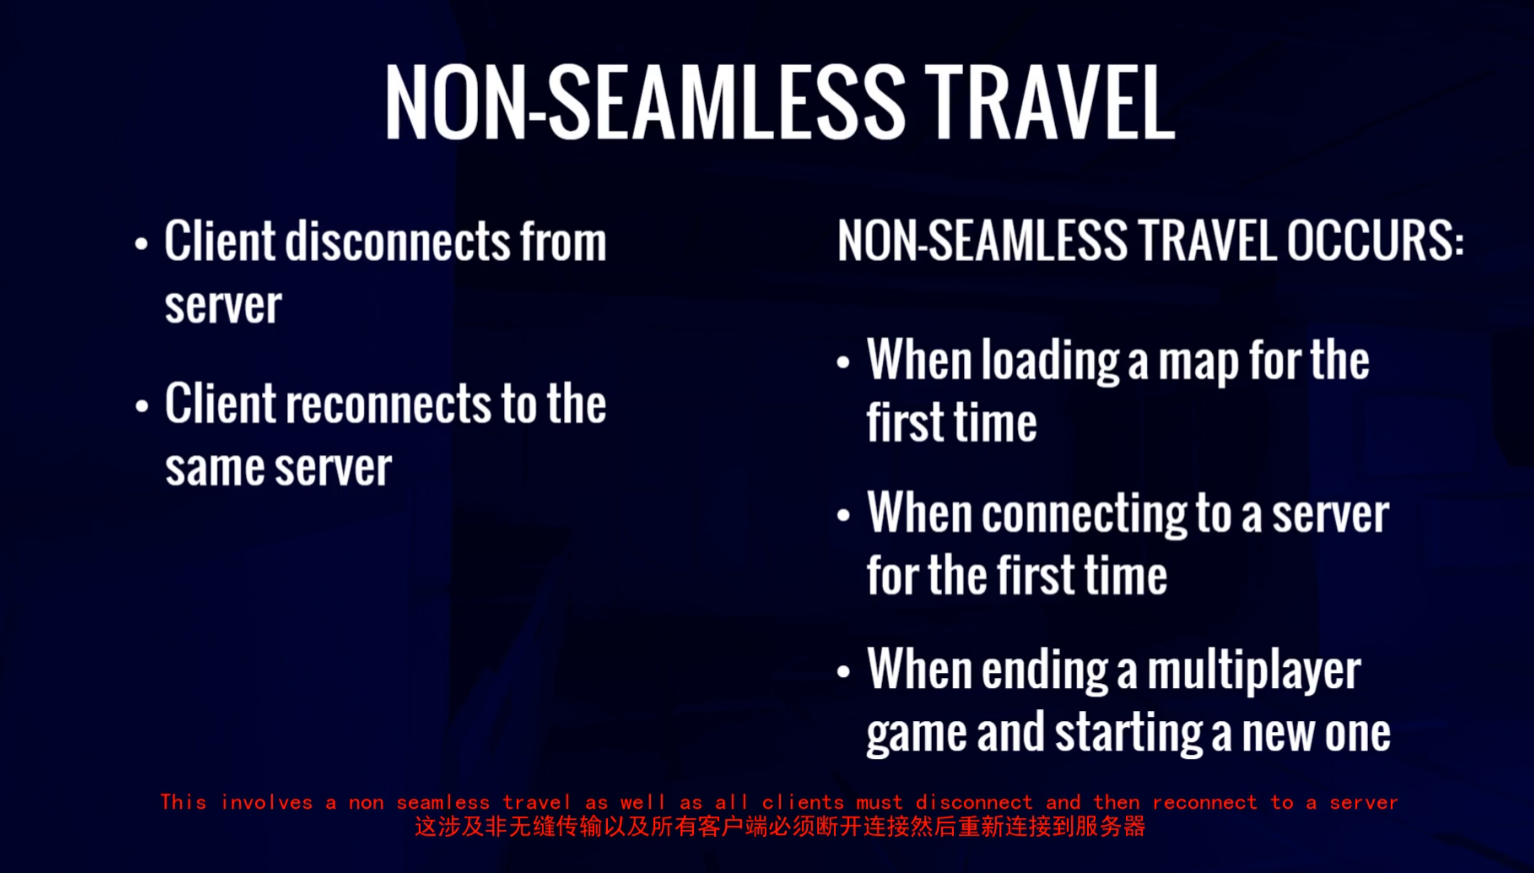 NON-SEAMLESS TRAVEL
• Client disconnects from
server
• Client reconnects to the
same server
NON-SEAMLESS TRAVEL OCCURS:
• When loading a map for the
first time
• When connecting to a server
for the first time
• When ending a multiplayer
game and starting a new one
This involves a non seamless travel as well as all clients must disconnect and then reconnect to a server
这涉及非无缝传输以及所有客户端必须断开连接然后重新连接到服务器